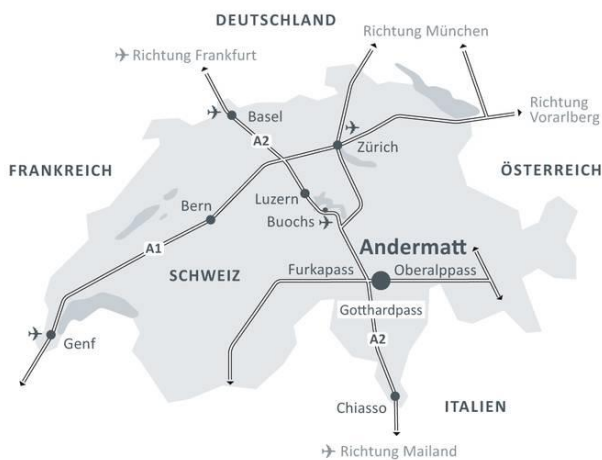 DEUTSCHLAND
Richtung München
Richtung Frankfurt
Richtung
Vorarlberg
Basel
A2
Zürich
FRANKREICH
ÖSTERREICH
Luzern
Bern
Buochs
Andermatt
A1
SCHWEIZ
Furkapass
Oberalppass
Gotthardpass
A2
Genf
Chiasso
ITALIEN
Richtung Mailand